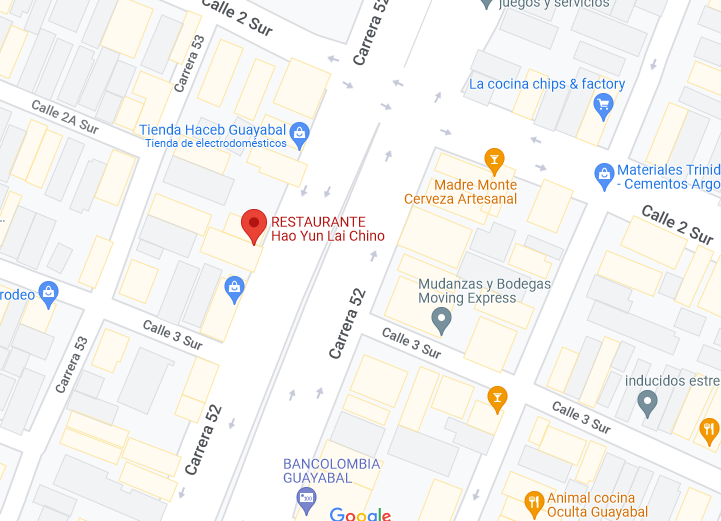 juegos y servicios
Calle 2 Sur
Carrera 52
Carrera 53
La cocina chips & factory
Calle 2A Sur
Tienda Haceb Guayabal
Tienda de electrodomésticos
Materiales Trinid
- Cementos Argo
Madre Monte
Cerveza Artesanal
Calle 2 Sur
RESTAURANTE
Hao Yun Lai Chino
rodeo
Mudanzas y Bodegas
Moving Express
Carrera 52
Calle 3 Sur
Calle 3 Sur
Carrera 53
inducidos estre
Calle 3 Sur
Carrera 52
BANCOLOMBIA
GUAYABAL
Animal cocina
Oculta Guayabal
Google